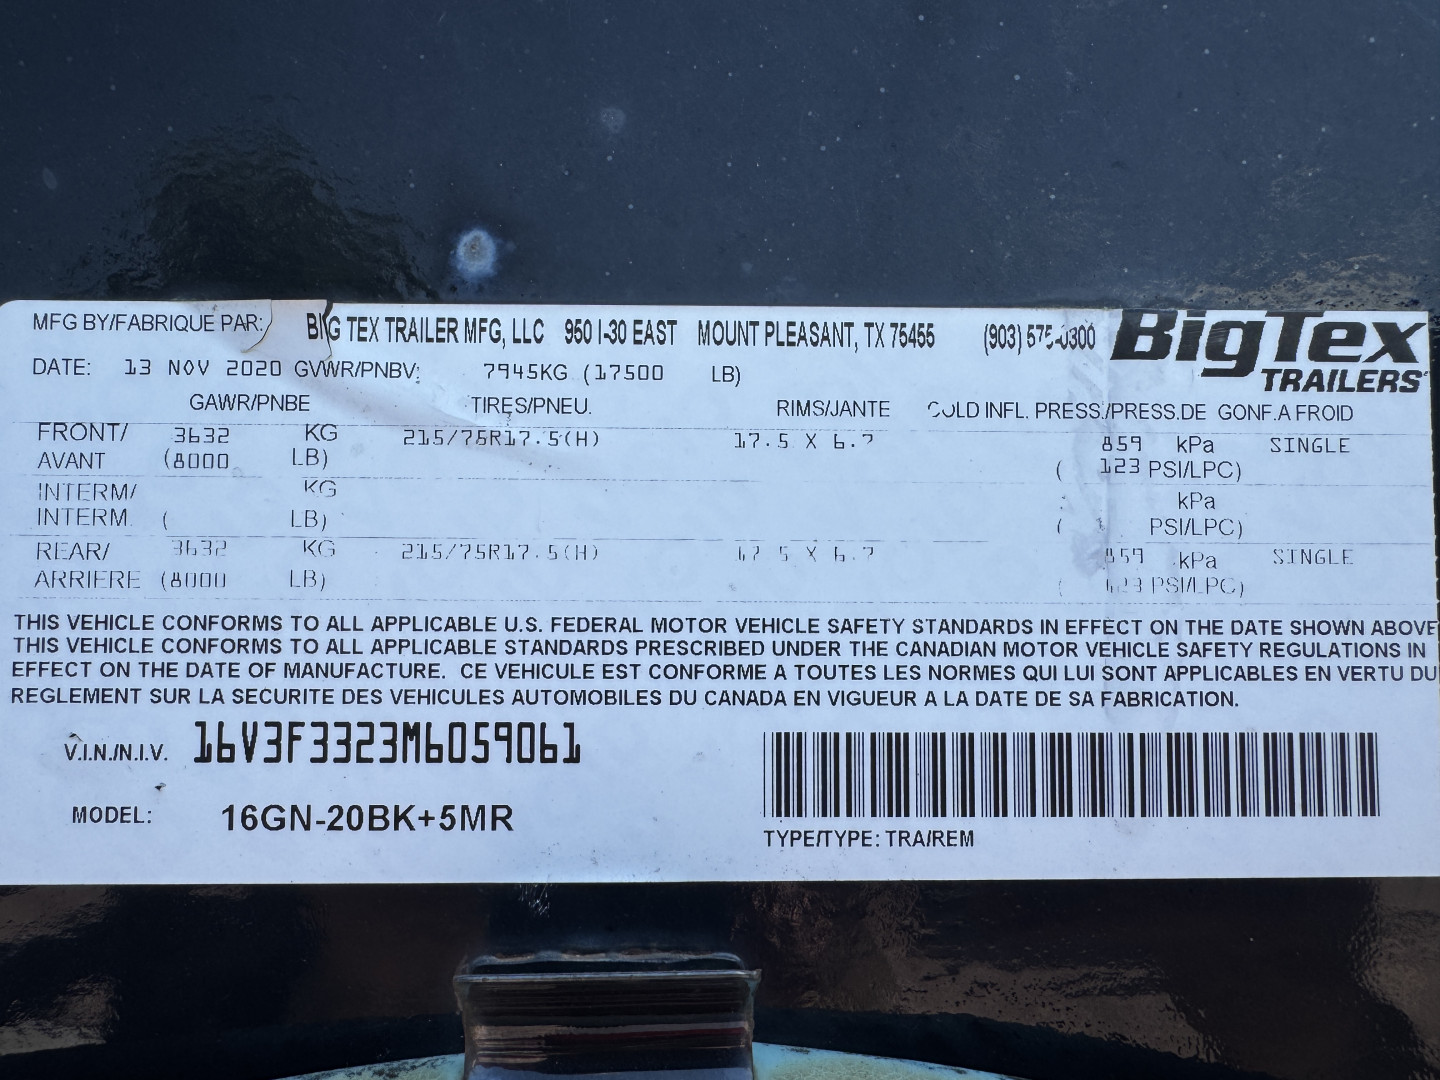 MFG BY/FABRIQUE PAR: BIG TEX TRAILER MFG, LLC 950 I-30 EAST MOUNT PLEASANT, TX 75455 (903) 575-0300 BigTex TRAILERS
DATE: 13 NOV 2020 GVWR/PNBV: 7945KG (17500 LB)
GAWR/PNBE TIRES/PNEU. RIMS/JANTE COLD INFL. PRESS./PRESS.DE GONF.A FROID
FRONT/ 3632 KG 215/75R17.5(H) 17.5 X 6.7 859 kPa SINGLE
AVANT (8000 LB) ( 123 PSI/LPC)
INTERM/ KG kPa
INTERM. ( LB) ( PSI/LPC)
REAR/ 3632 KG 215/75R17.5(H) 17.5 X 6.7 859 kPa SINGLE
ARRIERE (8000 LB) ( 123 PSI/LPC)
THIS VEHICLE CONFORMS TO ALL APPLICABLE U.S. FEDERAL MOTOR VEHICLE SAFETY STANDARDS IN EFFECT ON THE DATE SHOWN ABOVE
THIS VEHICLE CONFORMS TO ALL APPLICABLE STANDARDS PRESCRIBED UNDER THE CANADIAN MOTOR VEHICLE SAFETY REGULATIONS IN
EFFECT ON THE DATE OF MANUFACTURE. CE VEHICULE EST CONFORME A TOUTES LES NORMES QUI LUI SONT APPLICABLES EN VERTU DU
REGLEMENT SUR LA SECURITE DES VEHICULES AUTOMOBILES DU CANADA EN VIGUEUR A LA DATE DE SA FABRICATION.
V.I.N./N.I.V. 16V3F3323M6059061
MODEL: 16GN-20BK+5MR
TYPE/TYPE: TRA/REM